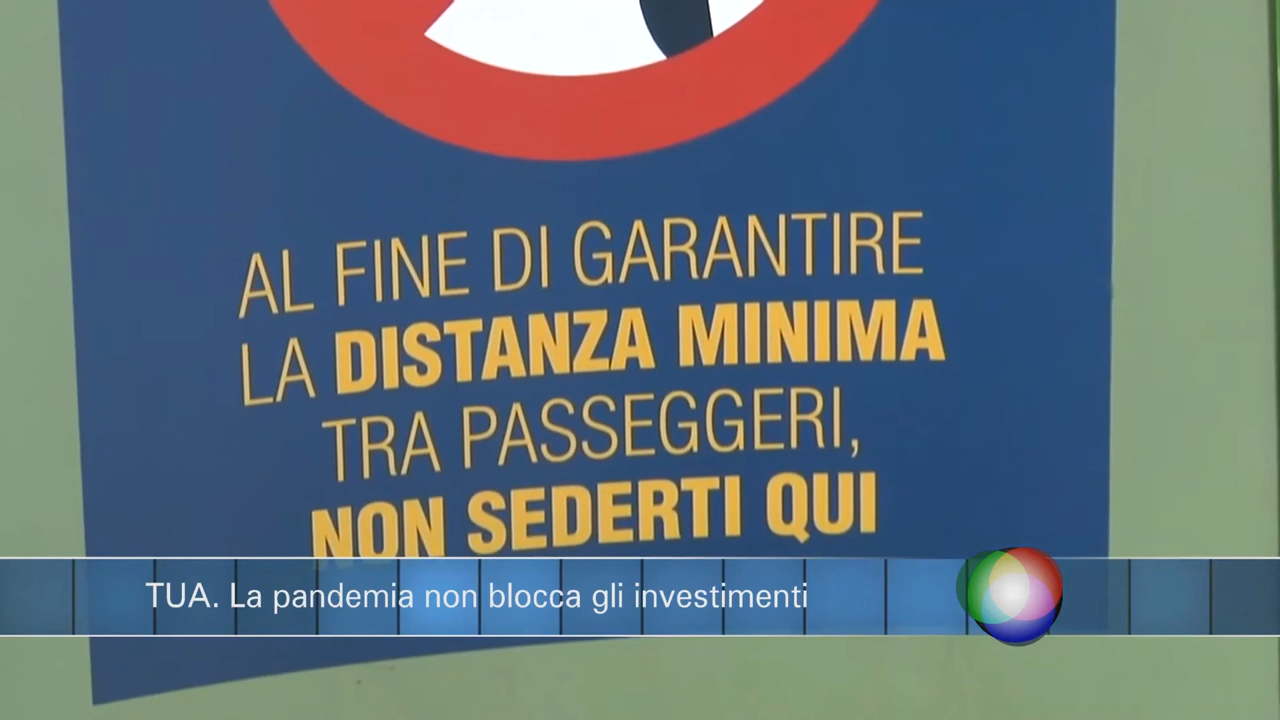 AL FINE DI GARANTIRE
LA DISTANZA MINIMA
TRA PASSEGGERI,
NON SEDERTI QUI
TUA. La pandemia non blocca gli investimenti